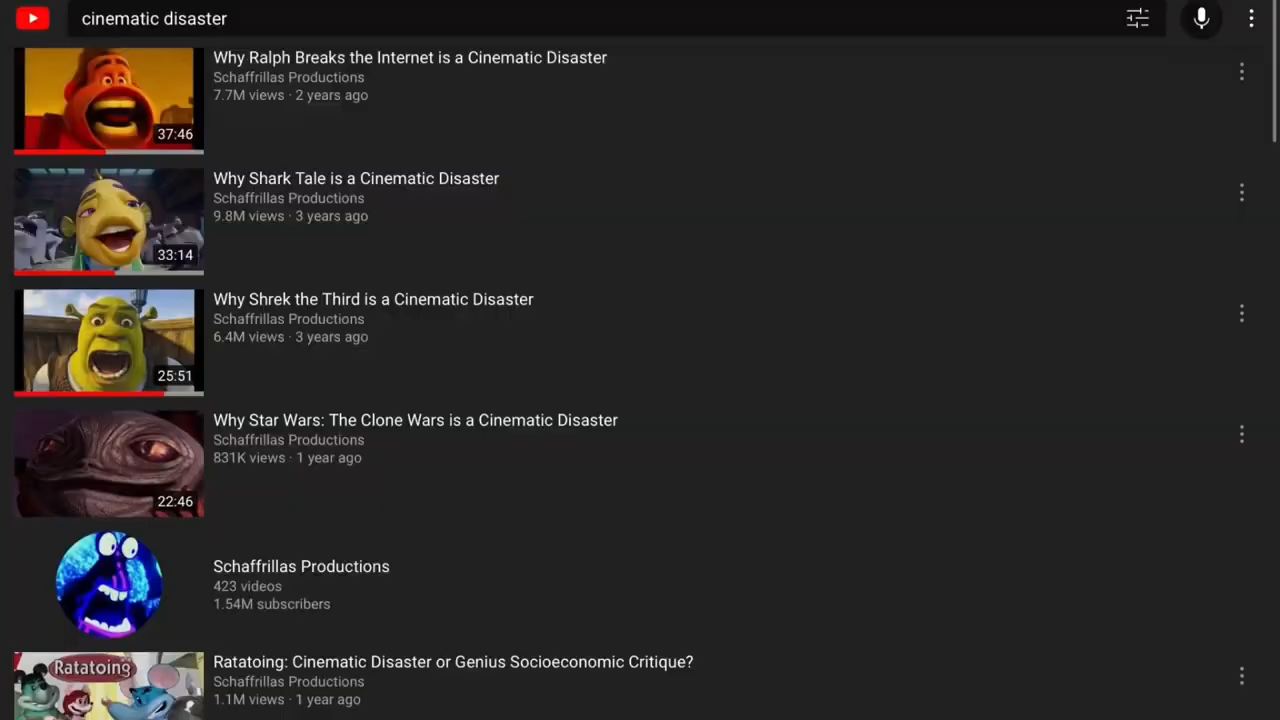 cinematic disaster
Why Ralph Breaks the Internet is a Cinematic Disaster
Schaffrillas Productions
7.7M views · 2 years ago
37:46
Why Shark Tale is a Cinematic Disaster
Schaffrillas Productions
9.8M views · 3 years ago
33:14
Why Shrek the Third is a Cinematic Disaster
Schaffrillas Productions
6.4M views · 3 years ago
25:51
Why Star Wars: The Clone Wars is a Cinematic Disaster
Schaffrillas Productions
831K views · 1 year ago
22:46
Schaffrillas Productions
423 videos
1.54M subscribers
Ratatoing
Ratatoing: Cinematic Disaster or Genius Socioeconomic Critique?
Schaffrillas Productions
1.1M views · 1 year ago